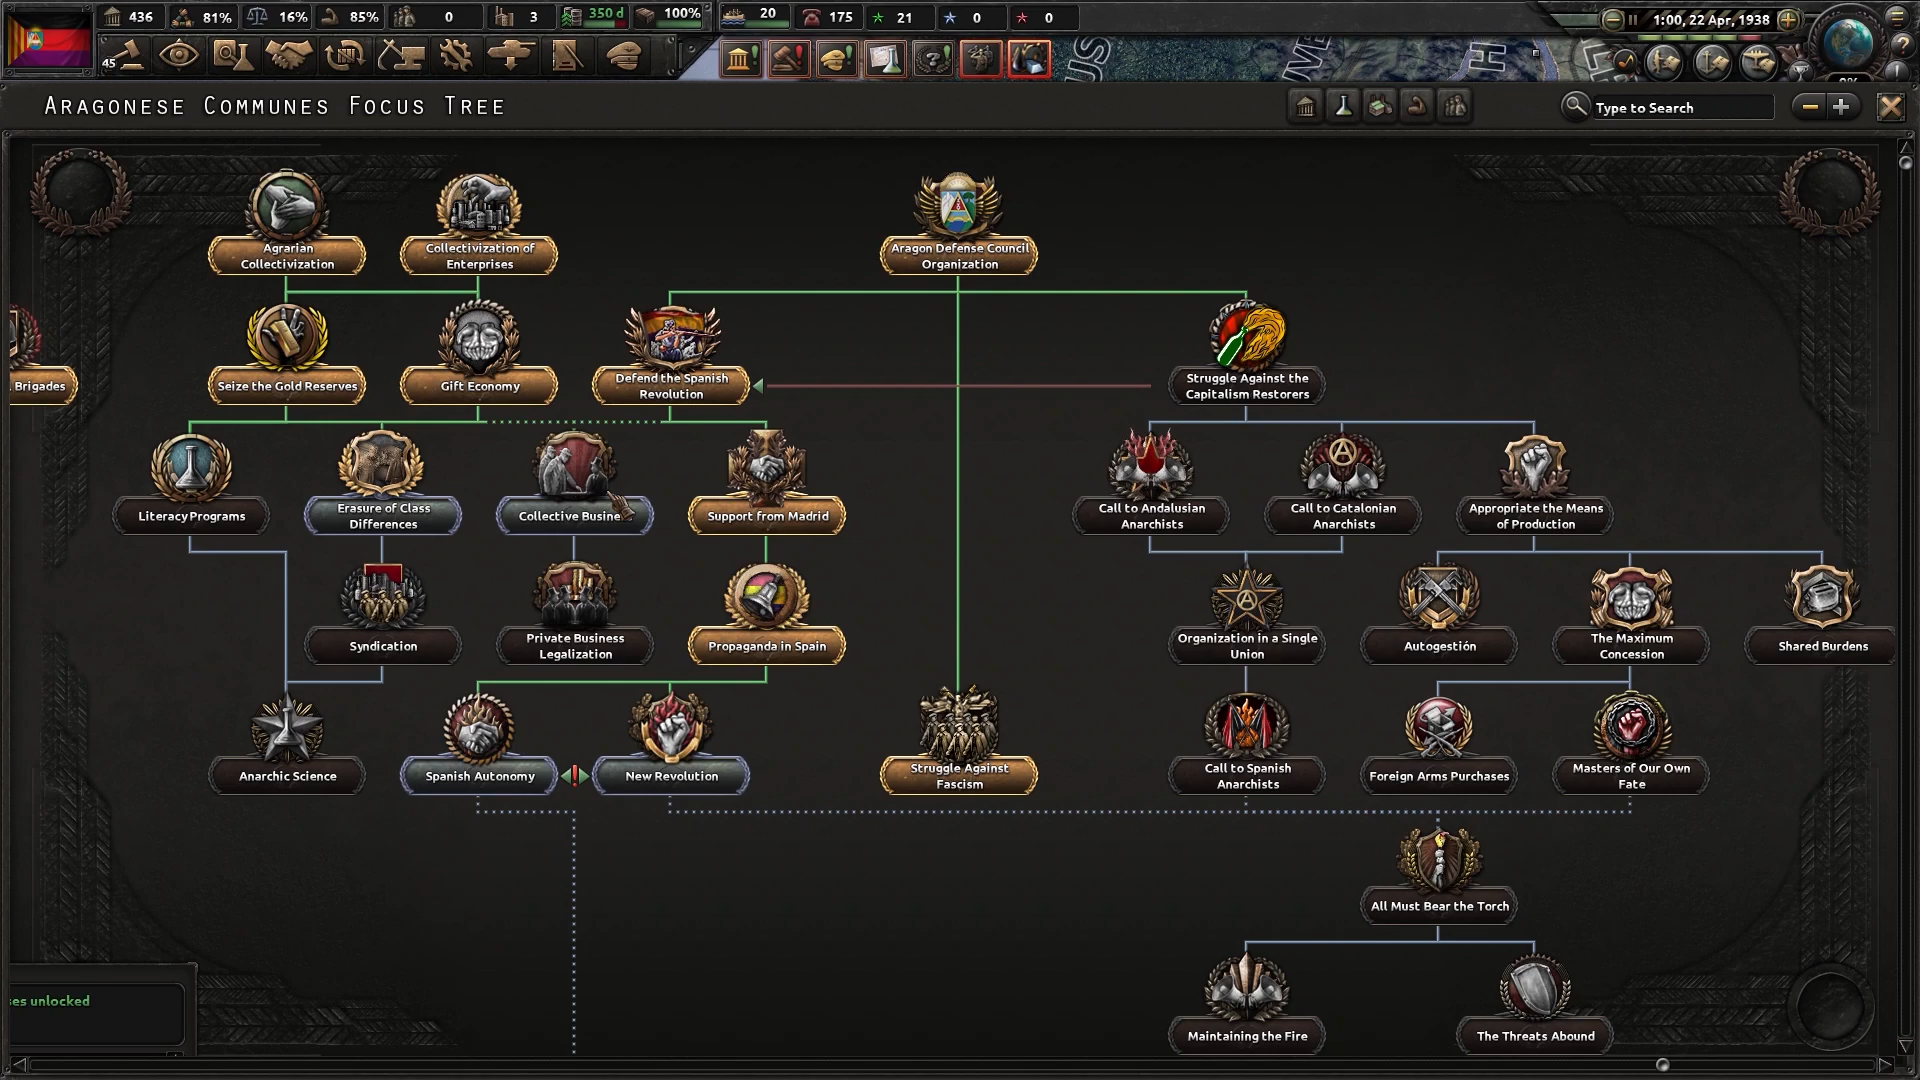 436
81%
16%
85%
0
3
350 d
100%
20
175
21
0
0
1:00, 22 Apr, 1938
45
Aragonese Communes Focus Tree
Type to Search
Agrarian
Collectivization
Collectivization of
Enterprises
Aragon Defense Council
Organization
Brigades
Seize the Gold Reserves
Gift Economy
Defend the Spanish
Revolution
Struggle Against the
Capitalism Restorers
Literacy Programs
Erasure of Class
Differences
Collective Busine
Support from Madrid
Call to Andalusian
Anarchists
Call to Catalonian
Anarchists
Appropriate the Means
of Production
Syndication
Private Business
Legalization
Propaganda in Spain
Organization in a Single
Union
Autogestión
The Maximum
Concession
Shared Burdens
Anarchic Science
Spanish Autonomy
New Revolution
Struggle Against
Fascism
Call to Spanish
Anarchists
Foreign Arms Purchases
Masters of Our Own
Fate
All Must Bear the Torch
Maintaining the Fire
The Threats Abound
ses unlocked